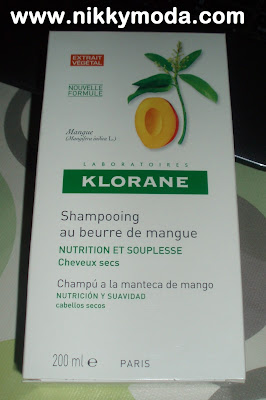 www.nikkymoda.com
EXTRAIT
VÉGÉTAL
NOUVELLE
FORMULE
Mangue
(Mangifera indica L.)
LABORATOIRES
KLORANE
Shampooing
au beurre de mangue
NUTRITION ET SOUPLESSE
Cheveux secs
Champú a la manteca de mango
NUTRICIÓN Y SUAVIDAD
cabellos secos
200 ml e
PARIS